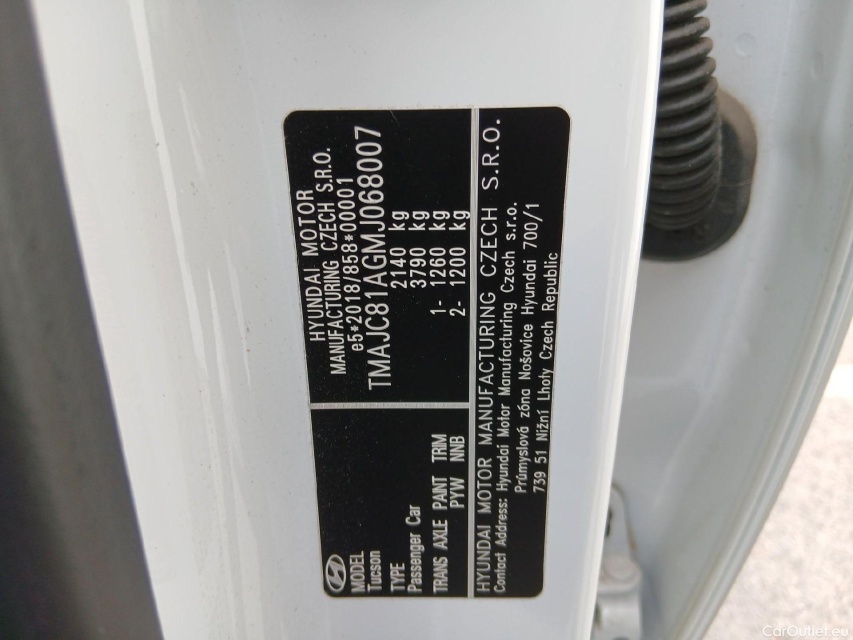 MODEL
Tucson
TYPE
Passenger Car
TRANS AXLE PAINT TRIM
PYW NNB
HYUNDAI MOTOR
MANUFACTURING CZECH S.R.O.
e5*2018/858*00001
TMAJC81AGMJ068007
2140 kg
3790 kg
1- 1260 kg
2- 1200 kg
HYUNDAI MOTOR MANUFACTURING CZECH S.R.O.
Contact Address: Hyundai Motor Manufacturing Czech s.r.o.
Průmyslová zóna Nošovice Hyundai 700/1
739 51 Nižní Lhoty Czech Republic
CdrOutlet.eu